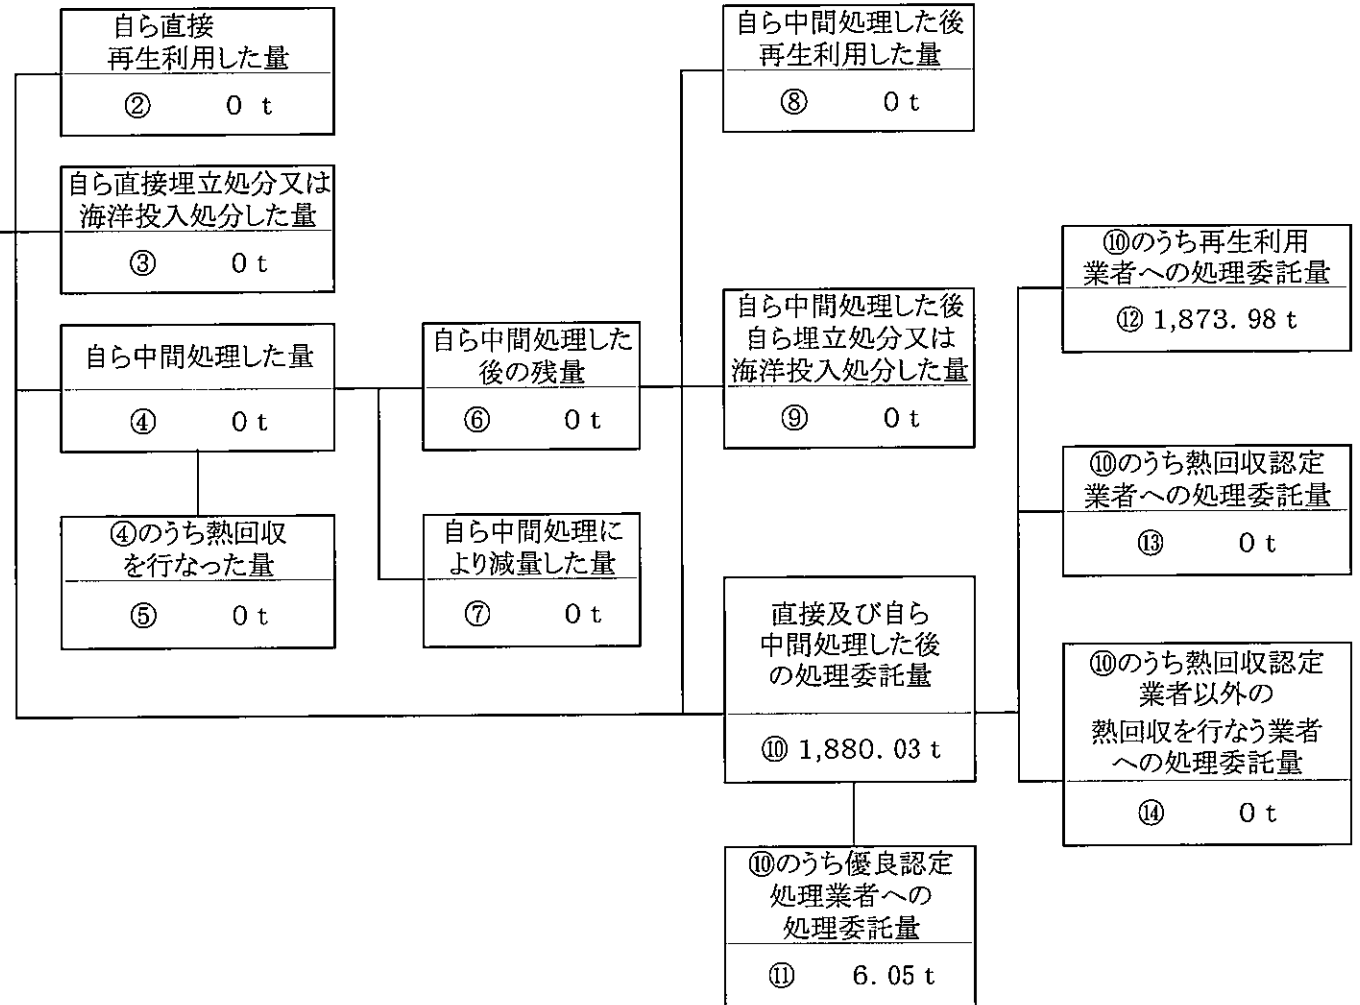 自ら直接
再生利用した量
② 0 t
自ら直接埋立処分又は
海洋投入処分した量
③ 0 t
自ら中間処理した量
④ 0 t
④のうち熱回収
を行なった量
⑤ 0 t
自ら中間処理した
後の残量
⑥ 0 t
自ら中間処理に
より減量した量
⑦ 0 t
自ら中間処理した後
再生利用した量
⑧ 0 t
自ら中間処理した後
自ら埋立処分又は
海洋投入処分した量
⑨ 0 t
直接及び自ら
中間処理した後
の処理委託量
⑩ 1,880.03 t
⑩のうち優良認定
処理業者への
処理委託量
⑪ 6.05 t
⑩のうち再生利用
業者への処理委託量
⑫ 1,873.98 t
⑩のうち熱回収認定
業者への処理委託量
⑬ 0 t
⑩のうち熱回収認定
業者以外の
熱回収を行なう業者
への処理委託量
⑭ 0 t